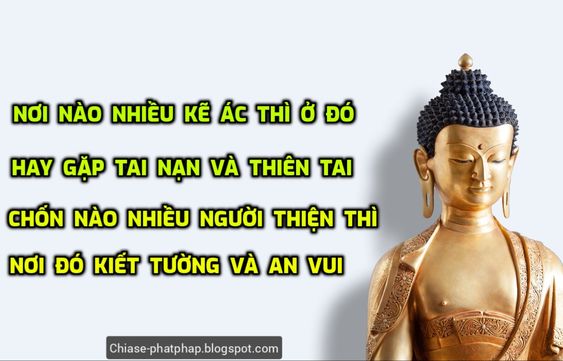 NƠI NÀO NHIỀU KẼ ÁC THÌ Ở ĐÓ
HAY GẶP TAI NẠN VÀ THIÊN TAI
CHỐN NÀO NHIỀU NGƯỜI THIỆN THÌ
NƠI ĐÓ KIẾT TƯỜNG VÀ AN VUI
Chiase-phatphap.blogspot.com